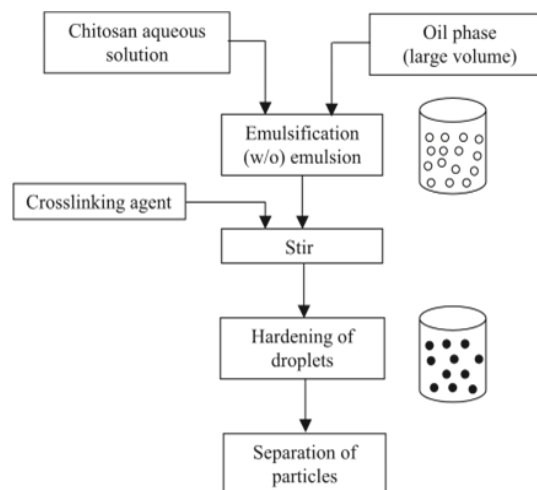 Chitosan aqueous
solution
Oil phase
(large volume)
Emulsification
(w/o) emulsion
Crosslinking agent
Stir
Hardening of
droplets
Separation of
particles